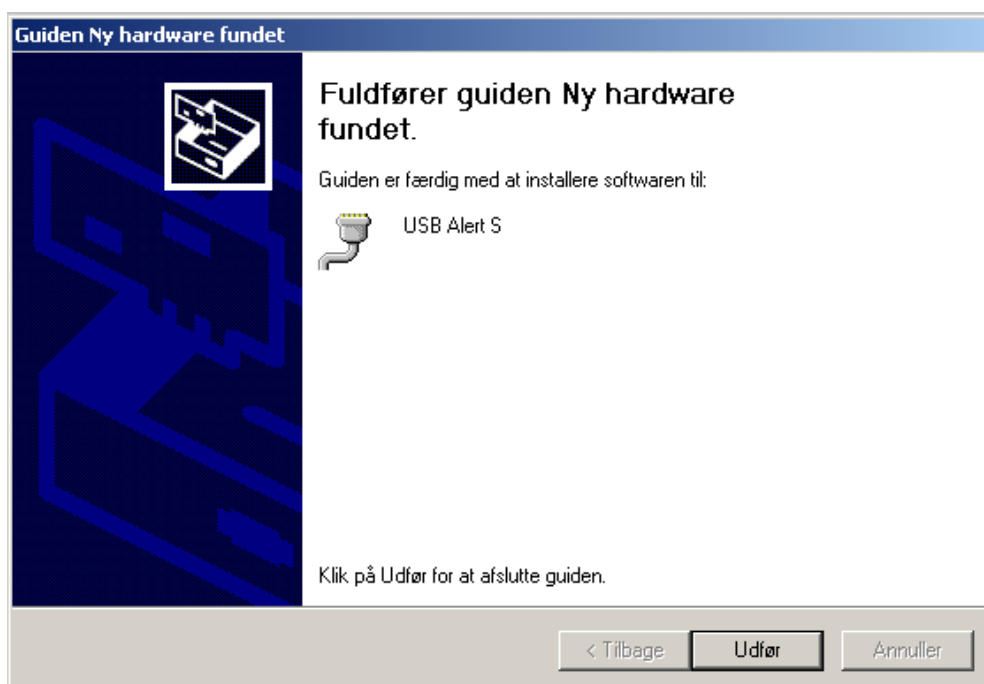 Guiden Ny hardware fundet
Fuldfører guiden Ny hardware
fundet.
Guiden er færdig med at installere softwaren til:
USB Alert S
Klik på Udfør for at afslutte guiden.
< Tilbage
Udfør
Annuller